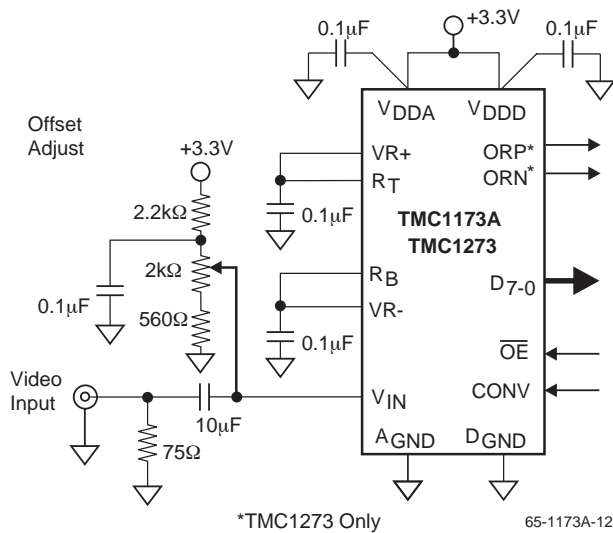 +3.3V
0.1μF
0.1μF
VDDA
VDDD
Offset
Adjust
+3.3V
VR+
RT
ORP*
ORN*
2.2kΩ
0.1μF
TMC1173A
TMC1273
2kΩ
RB
D7-0
0.1μF
VR-
560Ω
0.1μF
OE
Video
Input
VIN
CONV
10μF
75Ω
AGND
DGND
*TMC1273 Only
65-1173A-12